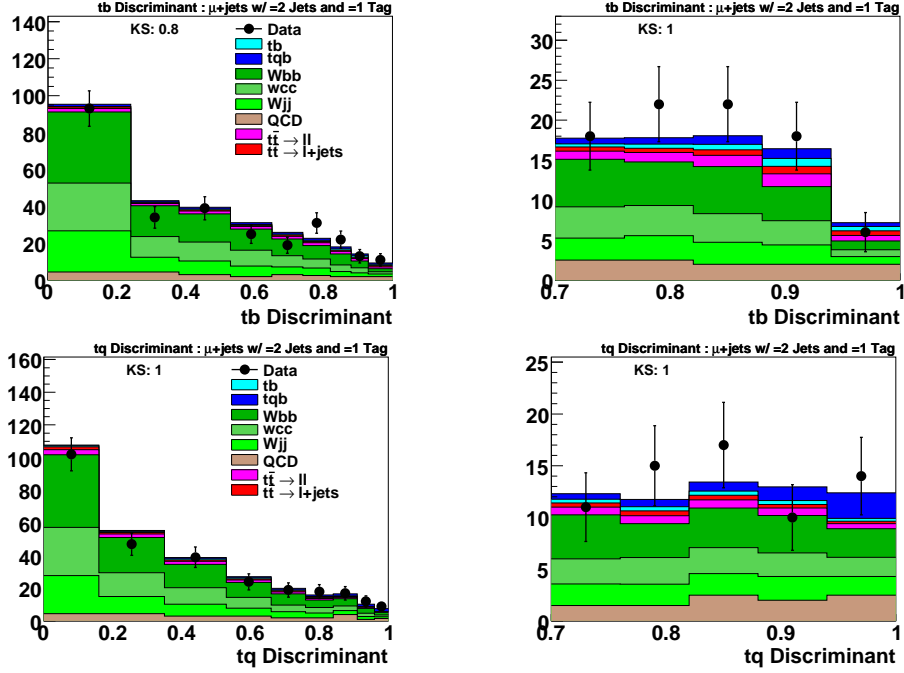 tb Discriminant : μ+jets w/ =2 Jets and =1 Tag
KS: 0.8
Data
tb
tqb
Wbb
wcc
Wjj
QCD
tt̄ → ll
tt → l+jets
140
120
100
80
60
40
20
0
0 0.2 0.4 0.6 0.8 1
tb Discriminant
tb Discriminant : μ+jets w/ =2 Jets and =1 Tag
KS: 1
30
25
20
15
10
5
0
0.7 0.8 0.9 1
tb Discriminant
tq Discriminant : μ+jets w/ =2 Jets and =1 Tag
KS: 1
Data
tb
tqb
Wbb
wcc
Wjj
QCD
tt̄ → ll
tt → l+jets
160
140
120
100
80
60
40
20
0
0 0.2 0.4 0.6 0.8 1
tq Discriminant
tq Discriminant : μ+jets w/ =2 Jets and =1 Tag
KS: 1
25
20
15
10
5
0
0.7 0.8 0.9 1
tq Discriminant